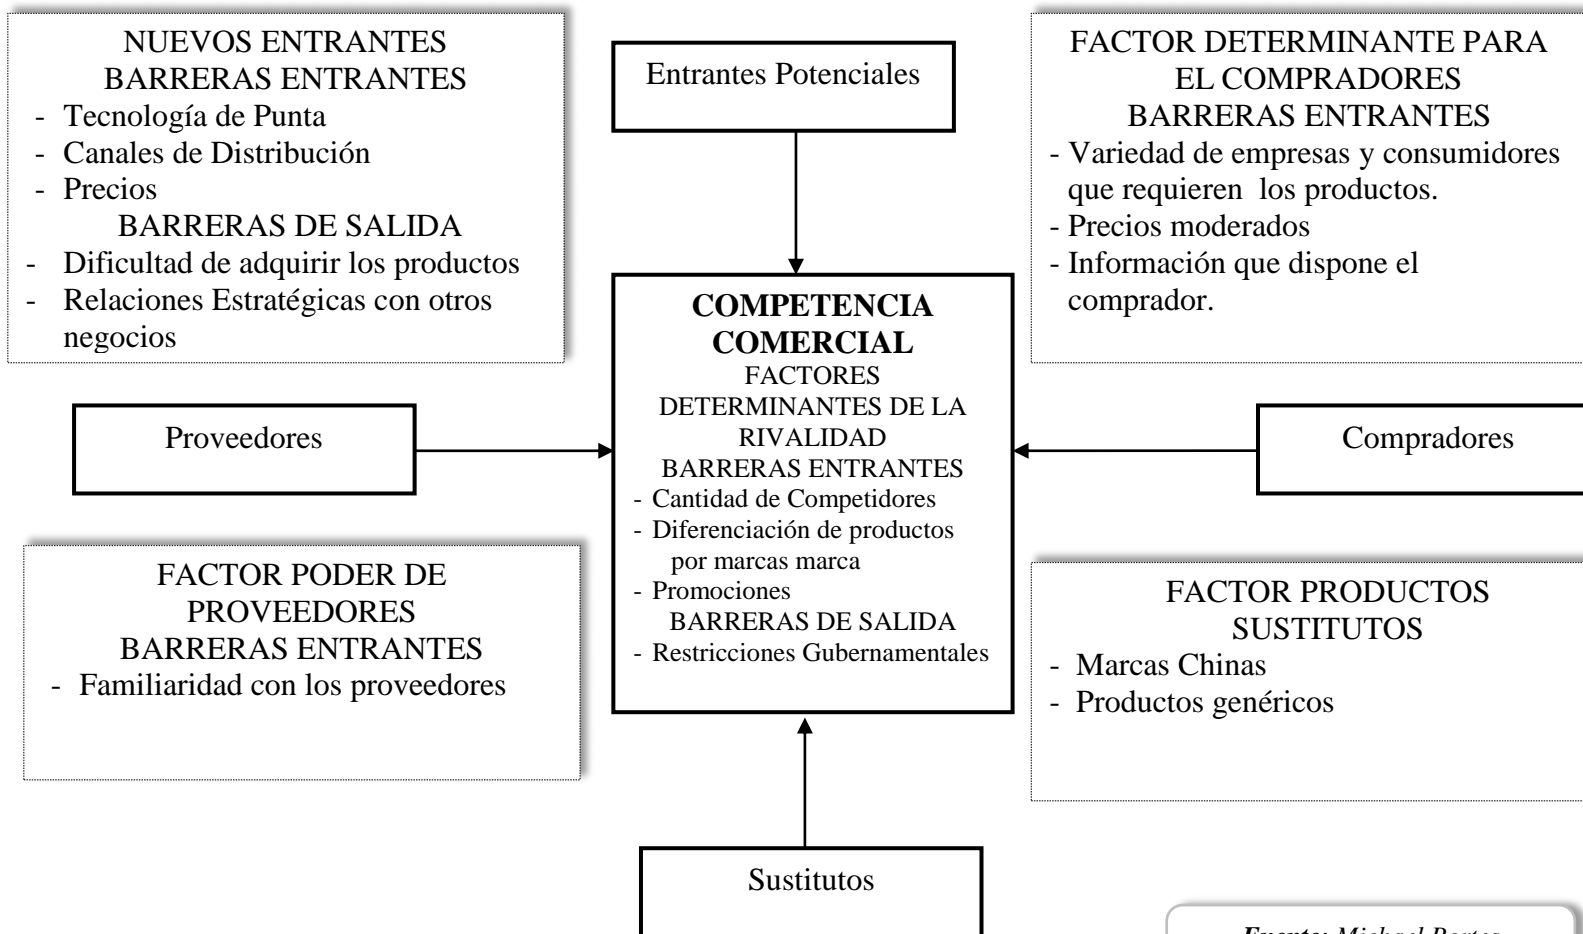 NUEVOS ENTRANTES
BARRERAS ENTRANTES
- Tecnología de Punta
- Canales de Distribución
- Precios
BARRERAS DE SALIDA
- Dificultad de adquirir los productos
- Relaciones Estratégicas con otros
negocios
Entrantes Potenciales
FACTOR DETERMINANTE PARA
EL COMPRADORES
BARRERAS ENTRANTES
- Variedad de empresas y consumidores
que requieren los productos.
- Precios moderados
- Información que dispone el
comprador.
Proveedores
COMPETENCIA
COMERCIAL
FACTORES
DETERMINANTES DE LA
RIVALIDAD
BARRERAS ENTRANTES
- Cantidad de Competidores
- Diferenciación de productos
por marcas marca
- Promociones
BARRERAS DE SALIDA
- Restricciones Gubernamentales
Compradores
FACTOR PODER DE
PROVEEDORES
BARRERAS ENTRANTES
- Familiaridad con los proveedores
FACTOR PRODUCTOS
SUSTITUTOS
- Marcas Chinas
- Productos genéricos
Sustitutos
Fuente: Michael